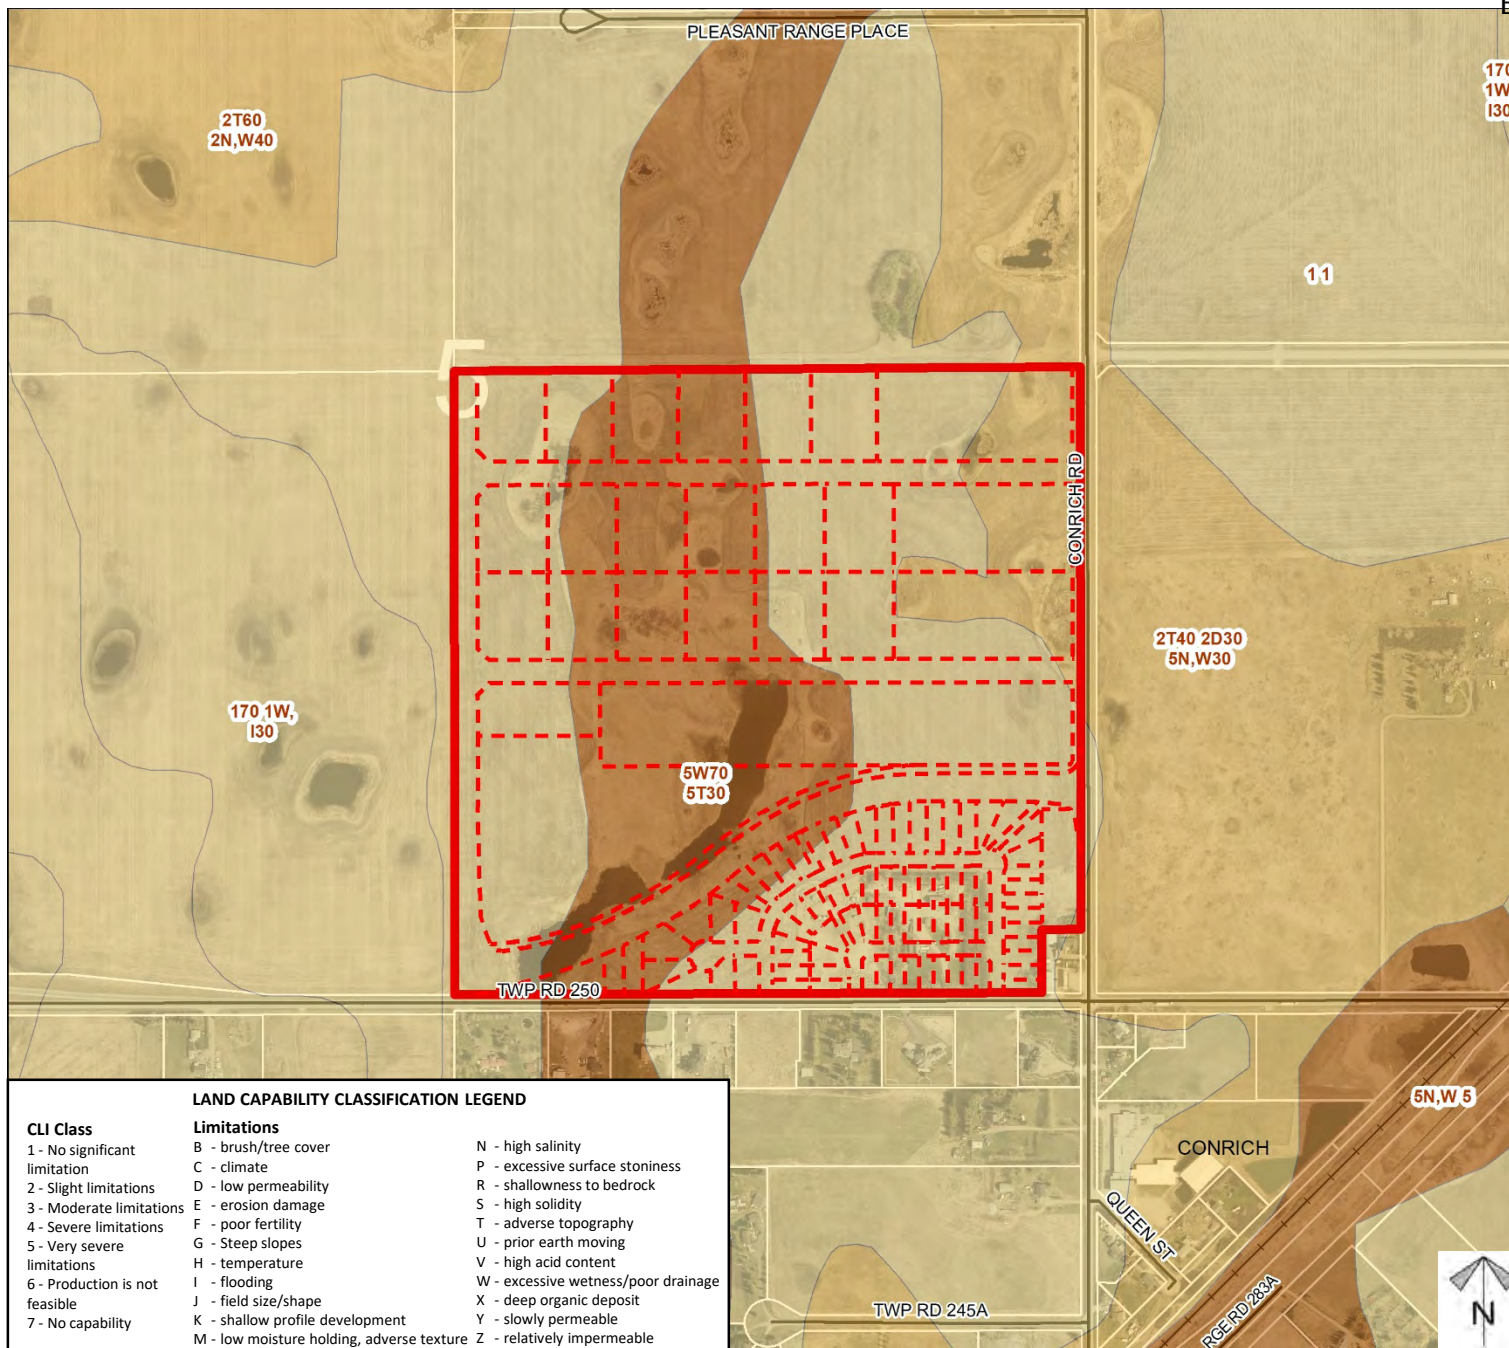 PLEASANT RANGE PLACE
2T60
2N,W40
170
1W
I30
1 1
5
CONRICH RD
2T40 2D30
5N,W30
170 1W,
I30
5W70
5T30
TWP RD 250
5N,W 5
CONRICH
QUEEN ST
TWP RD 245A
RGE RD 283A
N
LAND CAPABILITY CLASSIFICATION LEGEND
CLI Class
1 - No significant
limitation
2 - Slight limitations
3 - Moderate limitations
4 - Severe limitations
5 - Very severe
limitations
6 - Production is not
feasible
7 - No capability
Limitations
B - brush/tree cover
C - climate
D - low permeability
E - erosion damage
F - poor fertility
G - Steep slopes
H - temperature
I - flooding
J - field size/shape
K - shallow profile development
M - low moisture holding, adverse texture
N - high salinity
P - excessive surface stoniness
R - shallowness to bedrock
S - high solidity
T - adverse topography
U - prior earth moving
V - high acid content
W - excessive wetness/poor drainage
X - deep organic deposit
Y - slowly permeable
Z - relatively impermeable